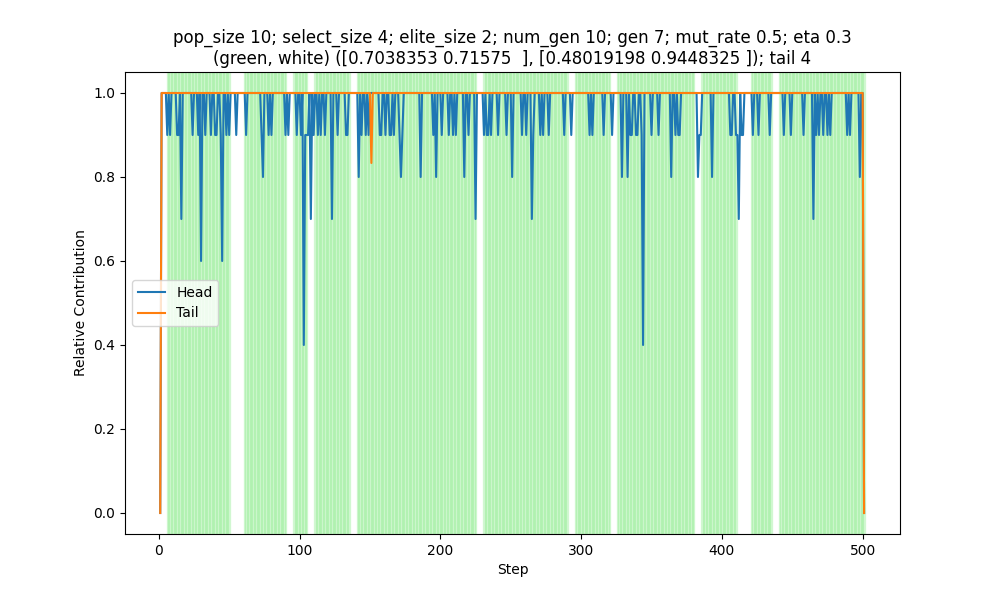 pop_size 10; select_size 4; elite_size 2; num_gen 10; gen 7; mut_rate 0.5; eta 0.3
(green, white) ([0.7038353 0.71575  ], [0.48019198 0.9448325 ]); tail 4
1.0
0.8
0.6
0.4
0.2
0.0
Relative Contribution
Head
Tail
0 100 200 300 400 500
Step